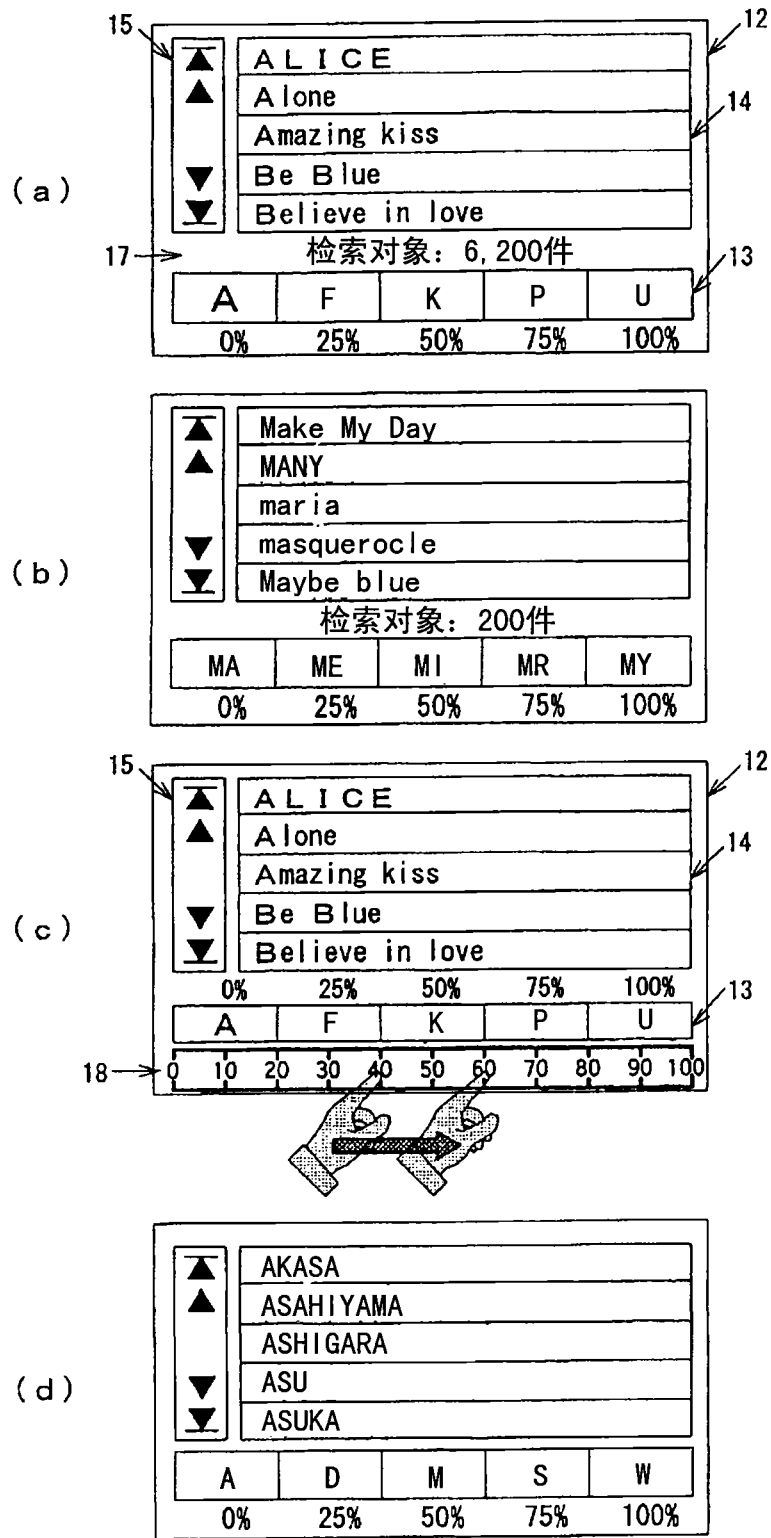 15
12
ALICE
Alone
14
Amazing kiss
(a)
Be Blue
Believe in love
17
检索对象：6,200件
13
A F K P U
0% 25% 50% 75% 100%
Make My Day
MANY
maria
(b)
masquerocle
Maybe blue
检索对象：200件
MA ME MI MR MY
0% 25% 50% 75% 100%
15
12
ALICE
Alone
14
Amazing kiss
(c)
Be Blue
Believe in love
0% 25% 50% 75% 100%
13
A F K P U
18
0 10 20 30 40 50 60 70 80 90 100
AKASA
ASAHIYAMA
ASHIGARA
(d)
ASU
ASUKA
A D M S W
0% 25% 50% 75% 100%